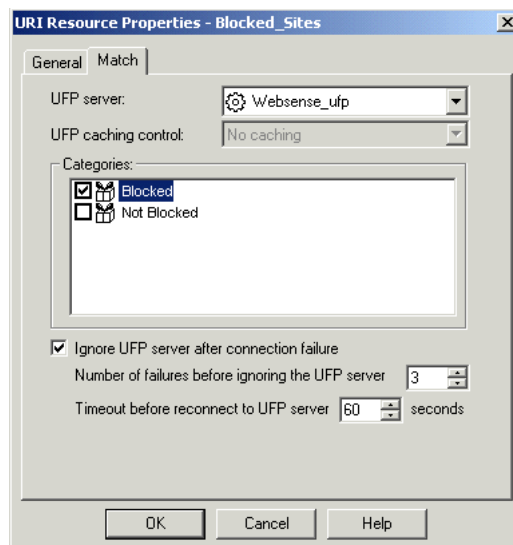 URI Resource Properties - Blocked_Sites
General Match
UFP server: Websense_ufp
UFP caching control: No caching
Categories:
Blocked
Not Blocked
Ignore UFP server after connection failure
Number of failures before ignoring the UFP server 3
Timeout before reconnect to UFP server 60 seconds
OK Cancel Help